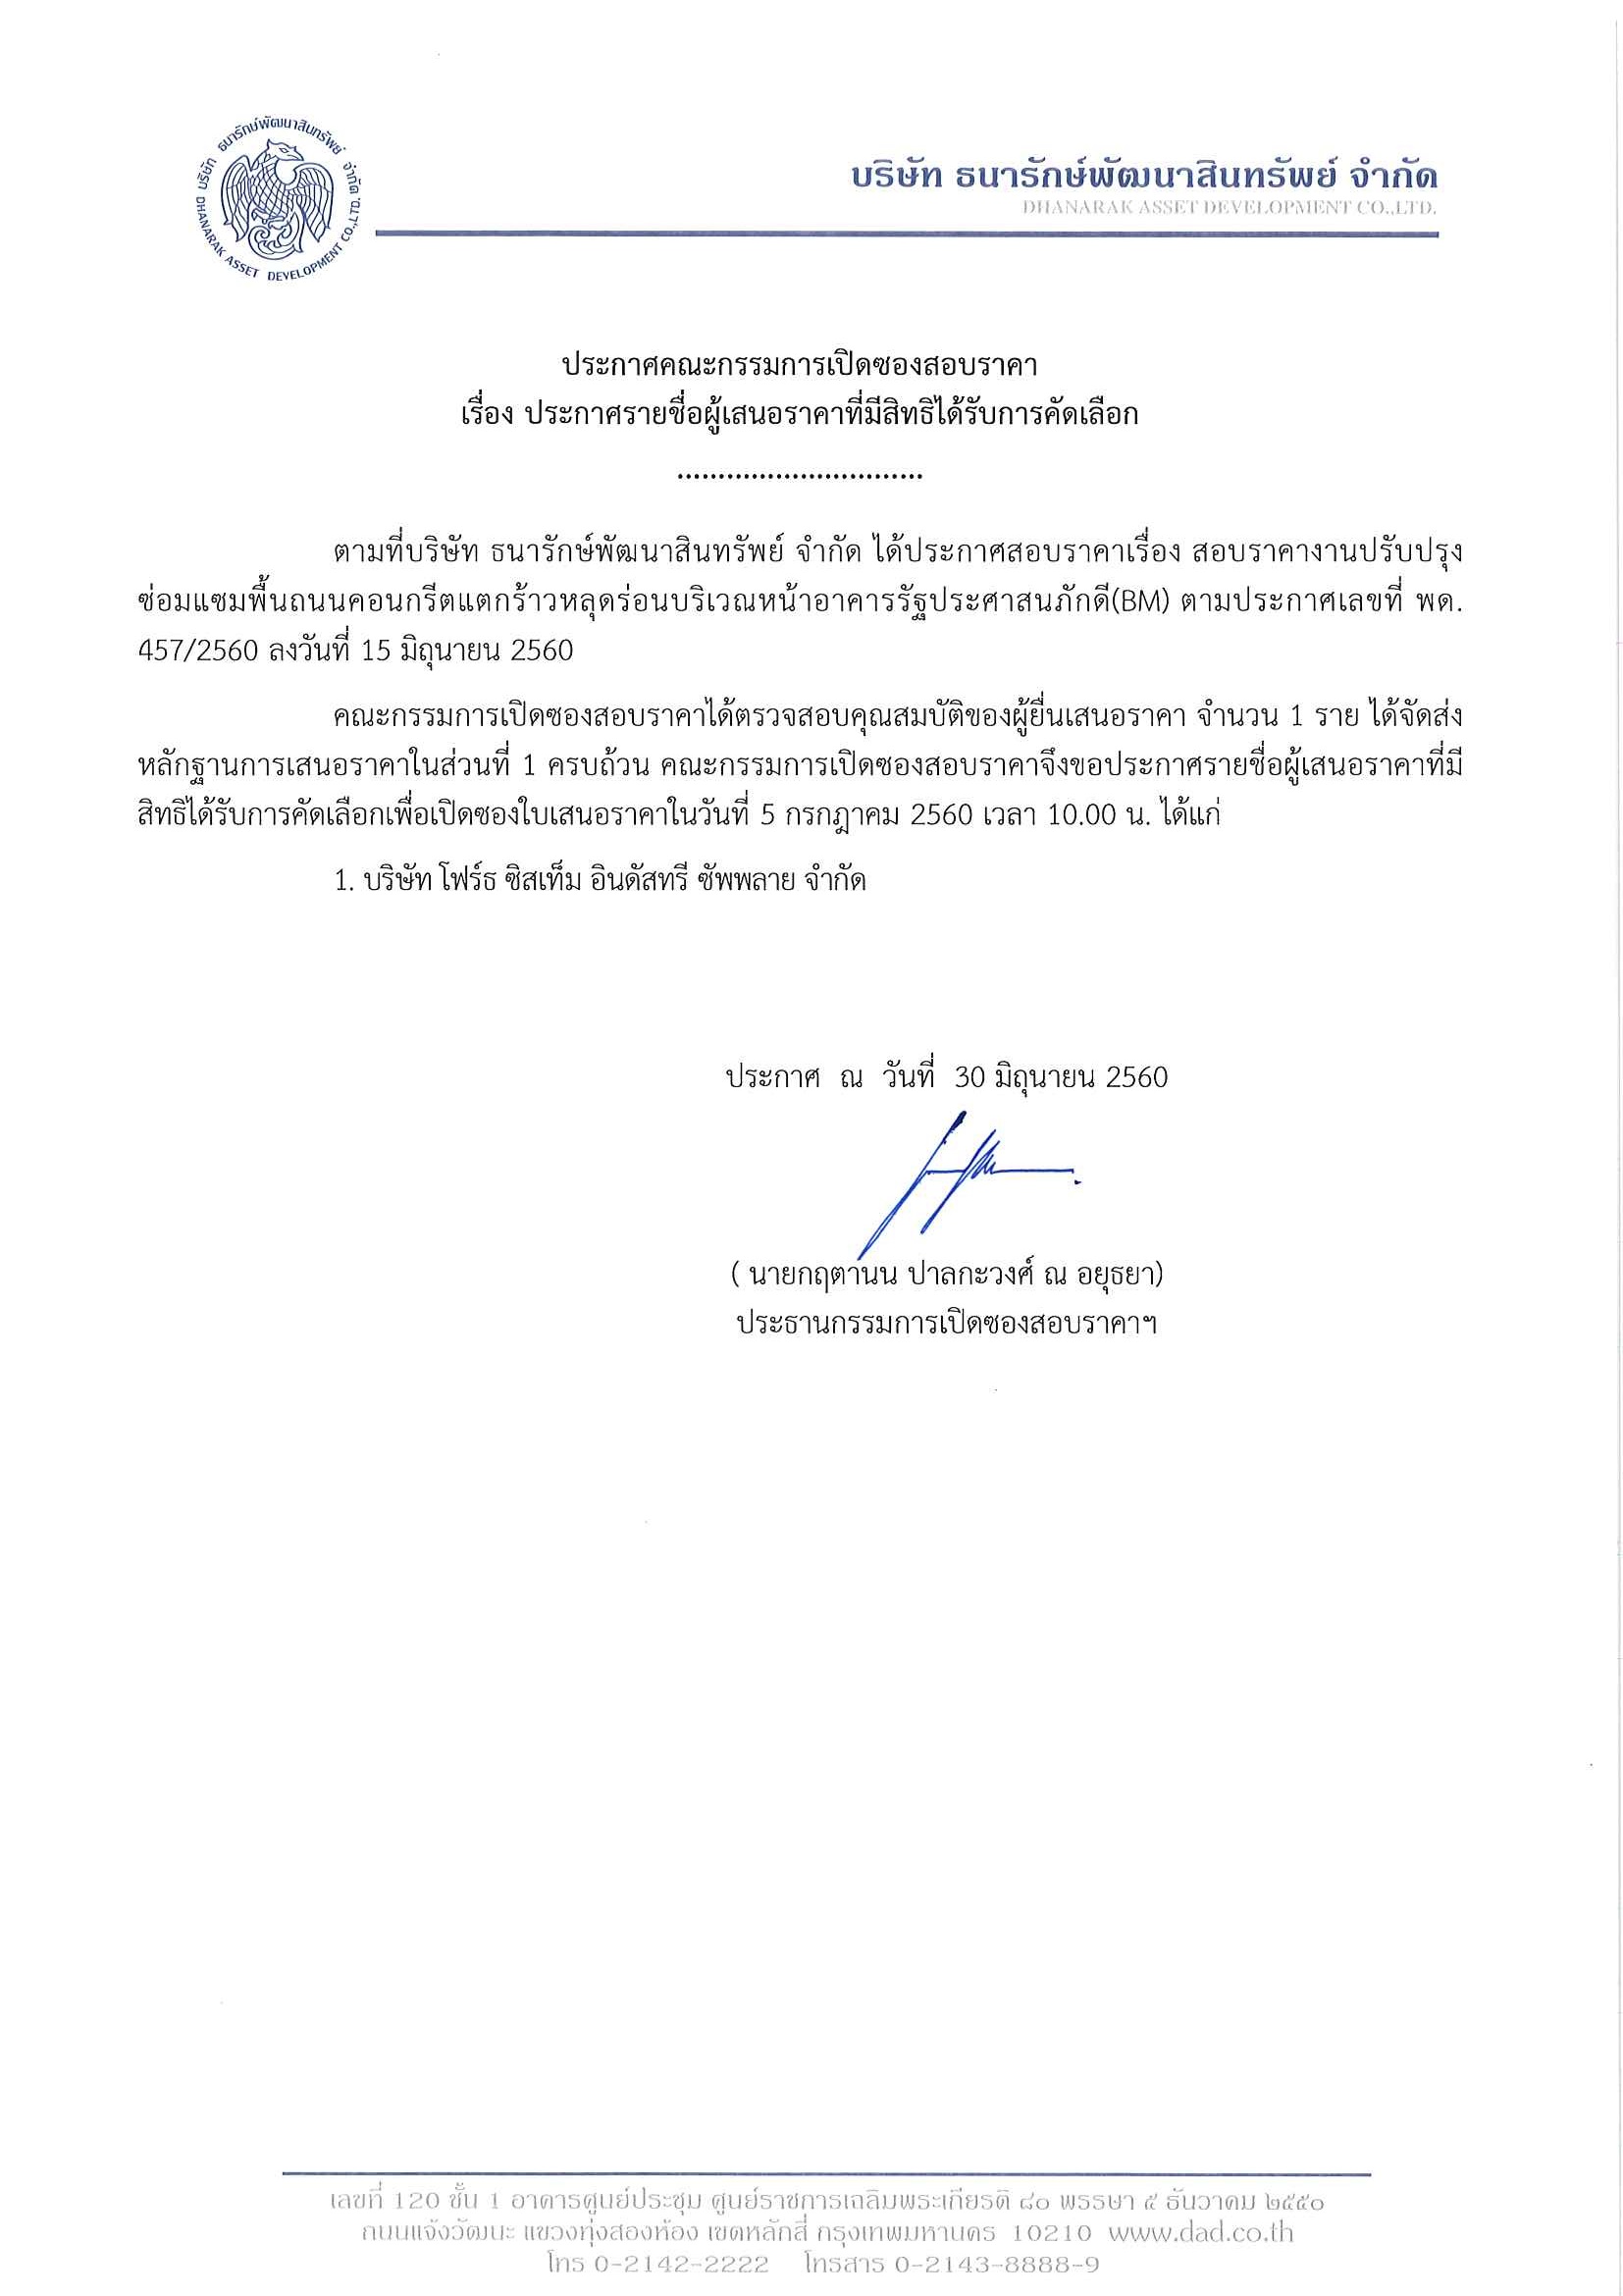 บริษัท ธนารักษ์พัฒนาสินทรัพย์ จำกัด
DHANARAK ASSET DEVELOPMENT CO.,LTD.
บริษัท ธนารักษ์พัฒนาสินทรัพย์ จำกัด
DHANARAK ASSET DEVELOPMENT CO.,LTD.
ประกาศคณะกรรมการเปิดซองสอบราคา
เรื่อง ประกาศรายชื่อผู้เสนอราคาที่มีสิทธิได้รับการคัดเลือก
..............................
ตามที่บริษัท ธนารักษ์พัฒนาสินทรัพย์ จำกัด ได้ประกาศสอบราคาเรื่อง สอบราคางานปรับปรุง
ซ่อมแซมพื้นถนนคอนกรีตแตกร้าวหลุดร่อนบริเวณหน้าอาคารรัฐประศาสนภักดี(BM) ตามประกาศเลขที่ พด.
457/2560 ลงวันที่ 15 มิถุนายน 2560
คณะกรรมการเปิดซองสอบราคาได้ตรวจสอบคุณสมบัติของผู้ยื่นเสนอราคา จำนวน 1 ราย ได้จัดส่ง
หลักฐานการเสนอราคาในส่วนที่ 1 ครบถ้วน คณะกรรมการเปิดซองสอบราคาจึงขอประกาศรายชื่อผู้เสนอราคาที่มี
สิทธิได้รับการคัดเลือกเพื่อเปิดซองใบเสนอราคาในวันที่ 5 กรกฎาคม 2560 เวลา 10.00 น. ได้แก่
1. บริษัท โฟร์ธ ซิสเท็ม อินดัสทรี ซัพพลาย จำกัด
ประกาศ ณ วันที่ 30 มิถุนายน 2560
( นายกฤตานน ปาลกะวงศ์ ณ อยุธยา)
ประธานกรรมการเปิดซองสอบราคาฯ
เลขที่ 120 ชั้น 1 อาคารศูนย์ประชุม ศูนย์ราชการเฉลิมพระเกียรติ ๘๐ พรรษา ๕ ธันวาคม ๒๕๕๐
ถนนแจ้งวัฒนะ แขวงทุ่งสองห้อง เขตหลักสี่ กรุงเทพมหานคร 10210 www.dad.co.th
โทร 0-2142-2222 โทรสาร 0-2143-8888-9